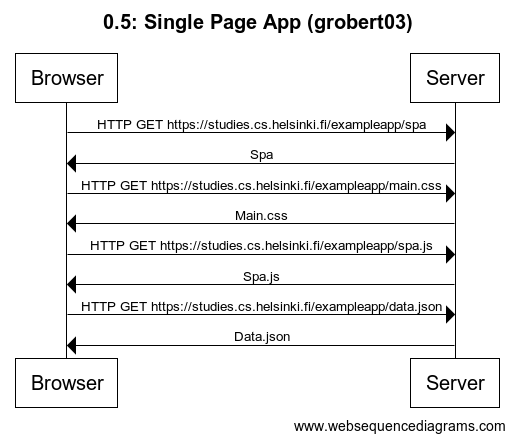 0.5: Single Page App (grobert03)
Browser Server
HTTP GET https://studies.cs.helsinki.fi/exampleapp/spa
Spa
HTTP GET https://studies.cs.helsinki.fi/exampleapp/main.css
Main.css
HTTP GET https://studies.cs.helsinki.fi/exampleapp/spa.js
Spa.js
HTTP GET https://studies.cs.helsinki.fi/exampleapp/data.json
Data.json
Browser Server
www.websequencediagrams.com